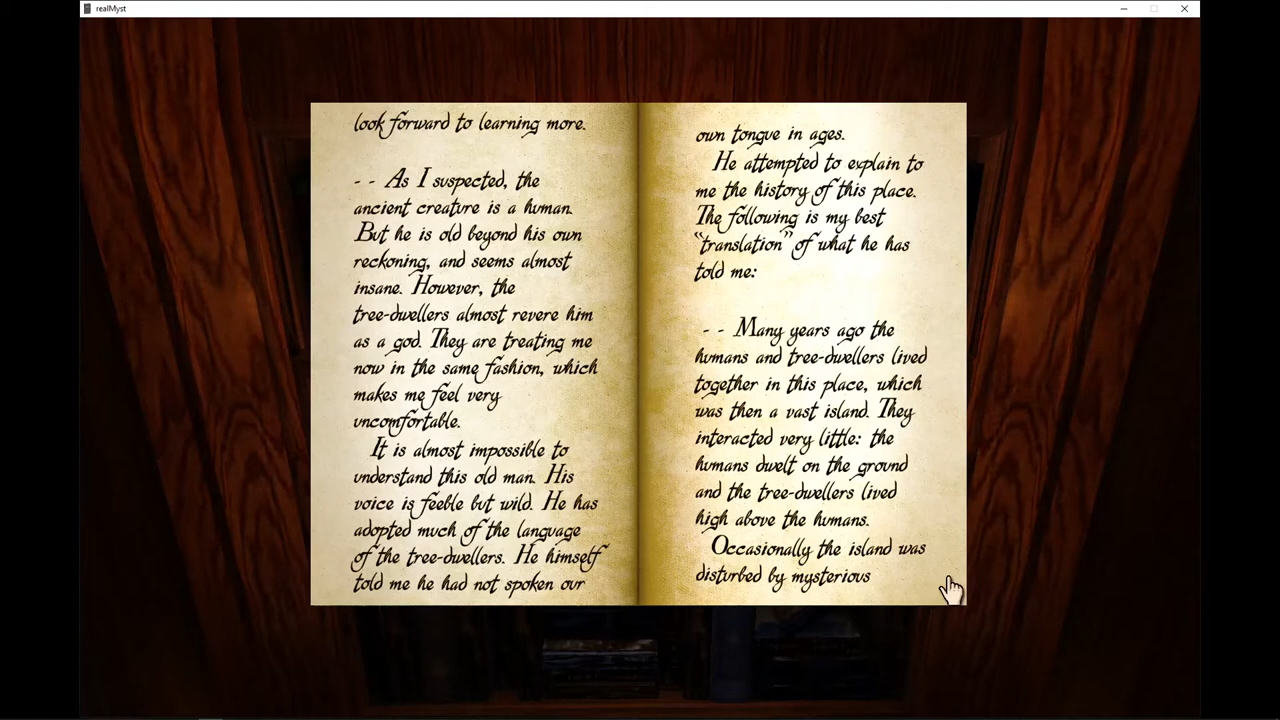 realMyst
look forward to learning more.
-- As I suspected, the
ancient creature is a human.
But he is old beyond his own
reckoning, and seems almost
insane. However, the
tree-dwellers almost revere him
as a god. They are treating me
now in the same fashion, which
makes me feel very
uncomfortable.
It is almost impossible to
understand this old man. His
voice is feeble but wild. He has
adopted much of the language
of the tree-dwellers. He himself
told me he had not spoken our
own tongue in ages.
He attempted to explain to
me the history of this place.
The following is my best
“translation” of what he has
told me:
-- Many years ago the
humans and tree-dwellers lived
together in this place, which
was then a vast island. They
interacted very little: the
humans dwelt on the ground
and the tree-dwellers lived
high above the humans.
Occasionally the island was
disturbed by mysterious